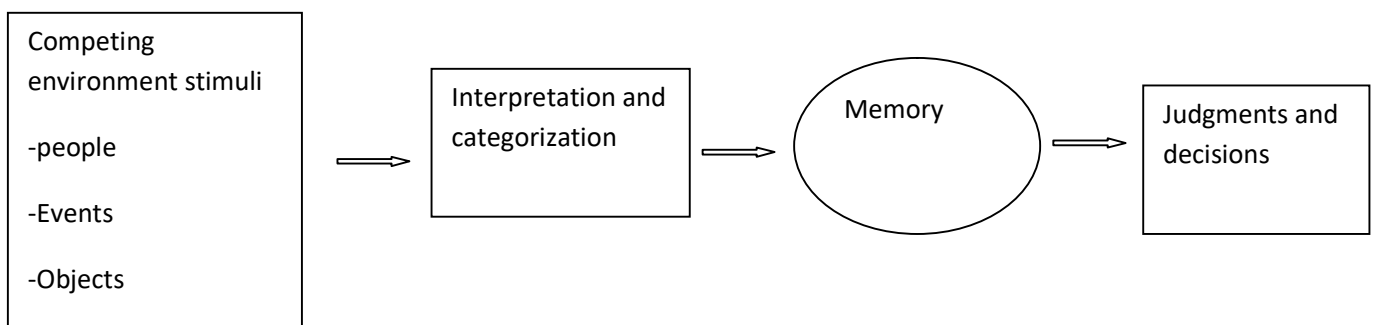 Competing
environment stimuli
-people
-Events
-Objects
Interpretation and
categorization
Memory
Judgments and
decisions